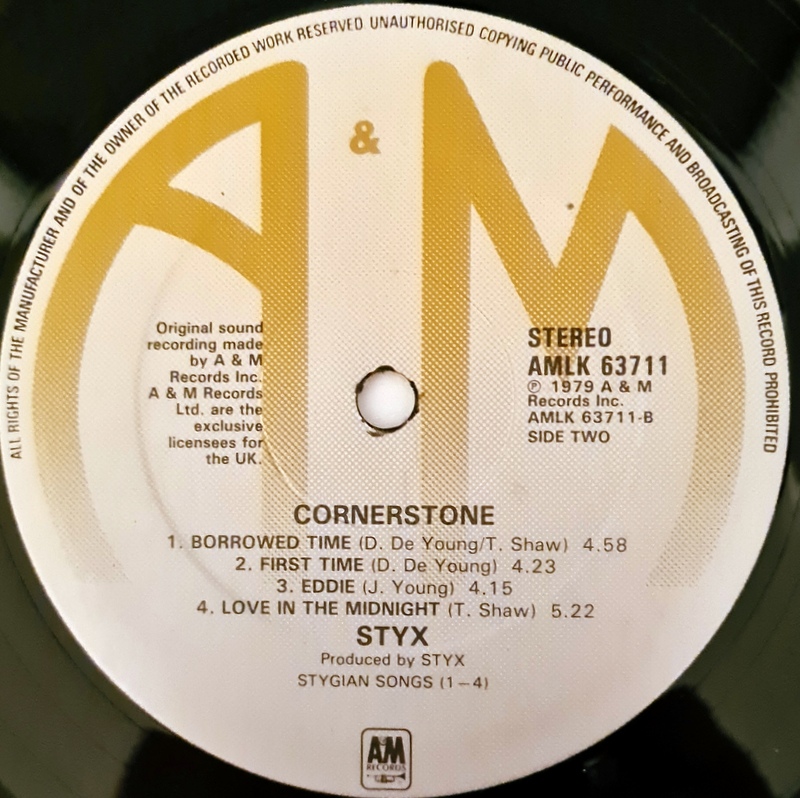 ALL RIGHTS OF THE MANUFACTURER AND OF THE OWNER OF THE RECORDED WORK RESERVED UNAUTHORISED COPYING PUBLIC PERFORMANCE AND BROADCASTING OF THIS RECORD PROHIBITED
A & M
Original sound
recording made
by A & M
Records Inc.
A & M Records
Ltd. are the
exclusive
licensees for
the UK.
STEREO
AMLK 63711
℗ 1979 A & M
Records Inc.
AMLK 63711-B
SIDE TWO
CORNERSTONE
1. BORROWED TIME (D. De Young/T. Shaw) 4.58
2. FIRST TIME (D. De Young) 4.23
3. EDDIE (J. Young) 4.15
4. LOVE IN THE MIDNIGHT (T. Shaw) 5.22
STYX
Produced by STYX
STYGIAN SONGS (1–4)
AM
RECORDS